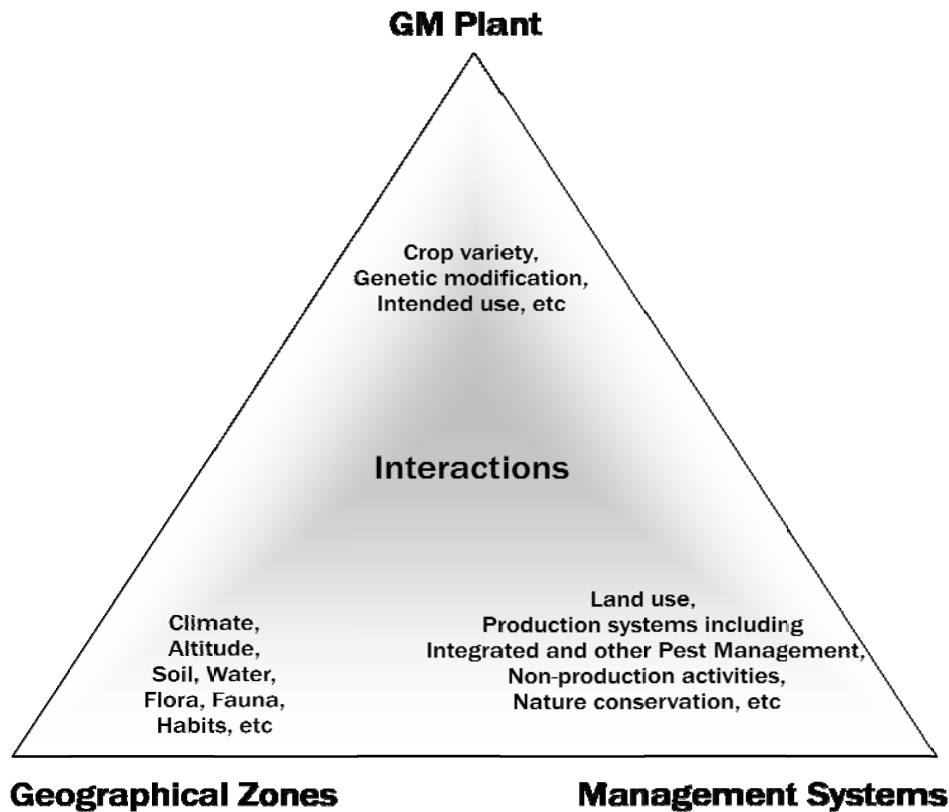 GM Plant
Crop variety,
Genetic modification,
Intended use, etc
Interactions
Climate,
Altitude,
Soil, Water,
Flora, Fauna,
Habits, etc
Land use,
Production systems including
Integrated and other Pest Management,
Non-production activities,
Nature conservation, etc
Geographical Zones
Management Systems